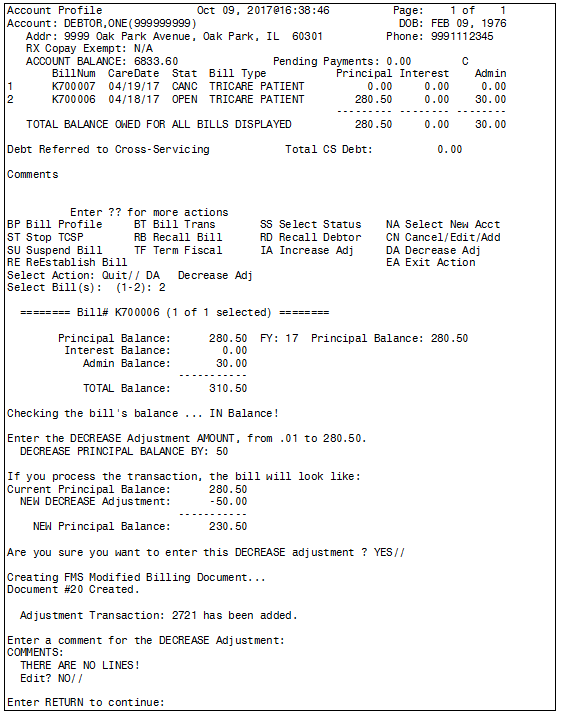 Account Profile Oct 09, 2017@16:38:46 Page: 1 of 1
Account: DEBTOR,ONE(999999999) DOB: FEB 09, 1976
Addr: 9999 Oak Park Avenue, Oak Park, IL 60301 Phone: 9991112345
RX Copay Exempt: N/A
ACCOUNT BALANCE: 6833.60 Pending Payments: 0.00 C
BillNum CareDate Stat Bill Type Principal Interest Admin
1 K700007 04/19/17 CANC TRICARE PATIENT 0.00 0.00 0.00
2 K700006 04/18/17 OPEN TRICARE PATIENT 280.50 0.00 30.00
--------- -------- --------
TOTAL BALANCE OWED FOR ALL BILLS DISPLAYED 280.50 0.00 30.00
Debt Referred to Cross-Servicing Total CS Debt: 0.00
Comments
Enter ?? for more actions
BP Bill Profile BT Bill Trans SS Select Status NA Select New Acct
ST Stop TCSP RB Recall Bill RD Recall Debtor CN Cancel/Edit/Add
SU Suspend Bill TF Term Fiscal IA Increase Adj DA Decrease Adj
RE ReEstablish Bill EA Exit Action
Select Action: Quit// DA Decrease Adj
Select Bill(s): (1-2): 2
======== Bill# K700006 (1 of 1 selected) ========
Principal Balance: 280.50 FY: 17 Principal Balance: 280.50
Interest Balance: 0.00
Admin Balance: 30.00
-----------
TOTAL Balance: 310.50
Checking the bill's balance ... IN Balance!
Enter the DECREASE Adjustment AMOUNT, from .01 to 280.50.
DECREASE PRINCIPAL BALANCE BY: 50
If you process the transaction, the bill will look like:
Current Principal Balance: 280.50
NEW DECREASE Adjustment: -50.00
-----------
NEW Principal Balance: 230.50
Are you sure you want to enter this DECREASE adjustment ? YES//
Creating FMS Modified Billing Document...
Document #20 Created.
Adjustment Transaction: 2721 has been added.
Enter a comment for the DECREASE Adjustment:
COMMENTS:
THERE ARE NO LINES!
Edit? NO//
Enter RETURN to continue: